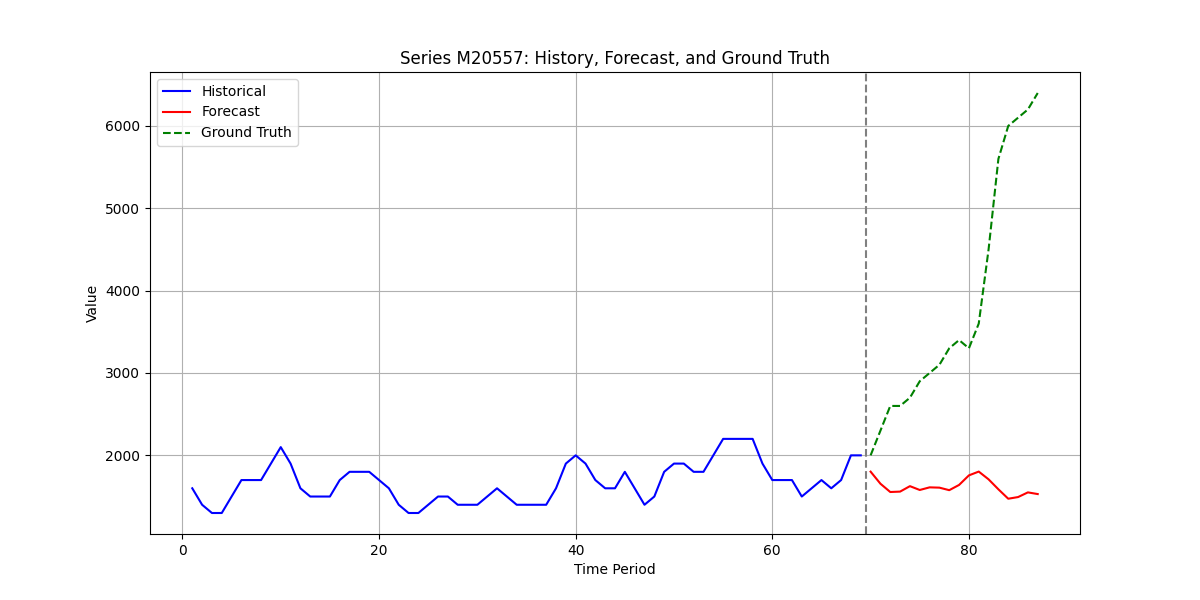 Series M20557: History, Forecast, and Ground Truth
Historical
Forecast
Ground Truth
6000
5000
4000
3000
2000
Value
0
20
40
60
80
Time Period